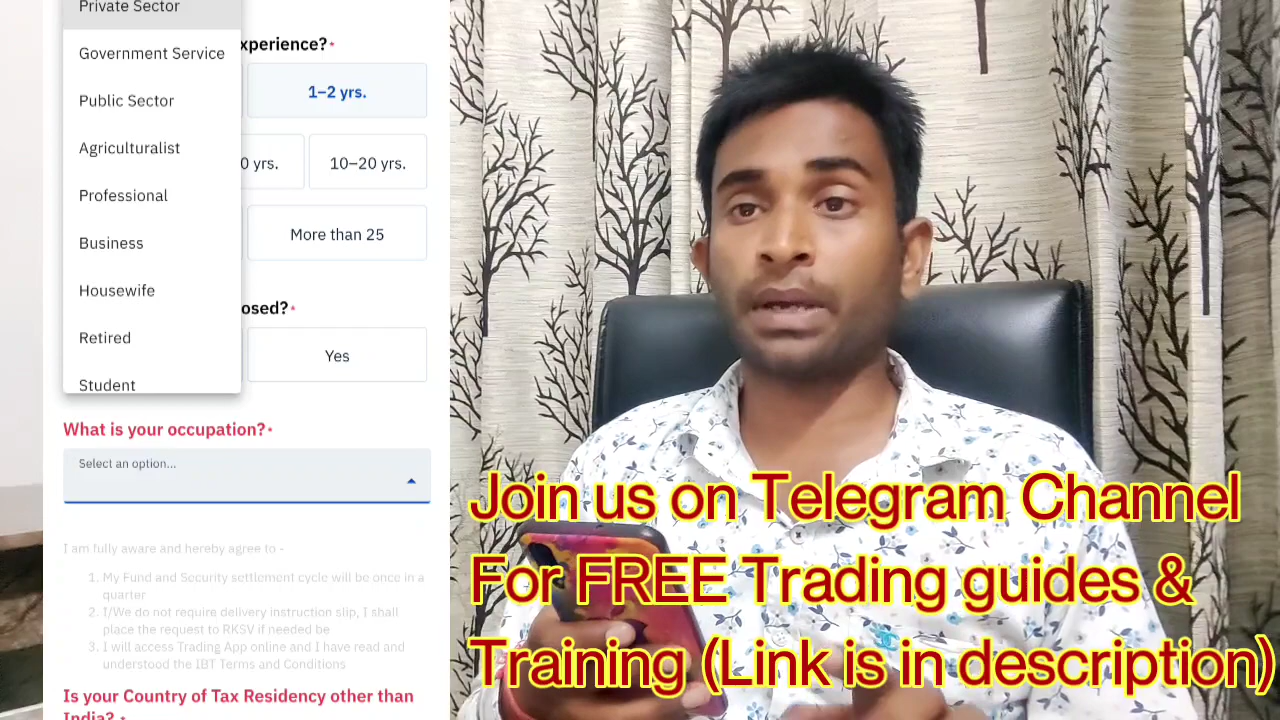 Private Sector
Government Service
Public Sector
Agriculturalist
Professional
Business
Housewife
Retired
Student
xperience?*
1–2 yrs.
0 yrs.
10–20 yrs.
More than 25
osed?*
Yes
What is your occupation?*
Select an option...
I am fully aware and hereby agree to -
1. My Fund and Security settlement cycle will be once in a
quarter
2. I/We do not require delivery instruction slip, I shall
place the request to RKSV if needed be
3. I will access Trading App online and I have read and
understood the IBT Terms and Conditions
Is your Country of Tax Residency other than
India? *
Join us on Telegram Channel
For FREE Trading guides &
Training (Link is in description)